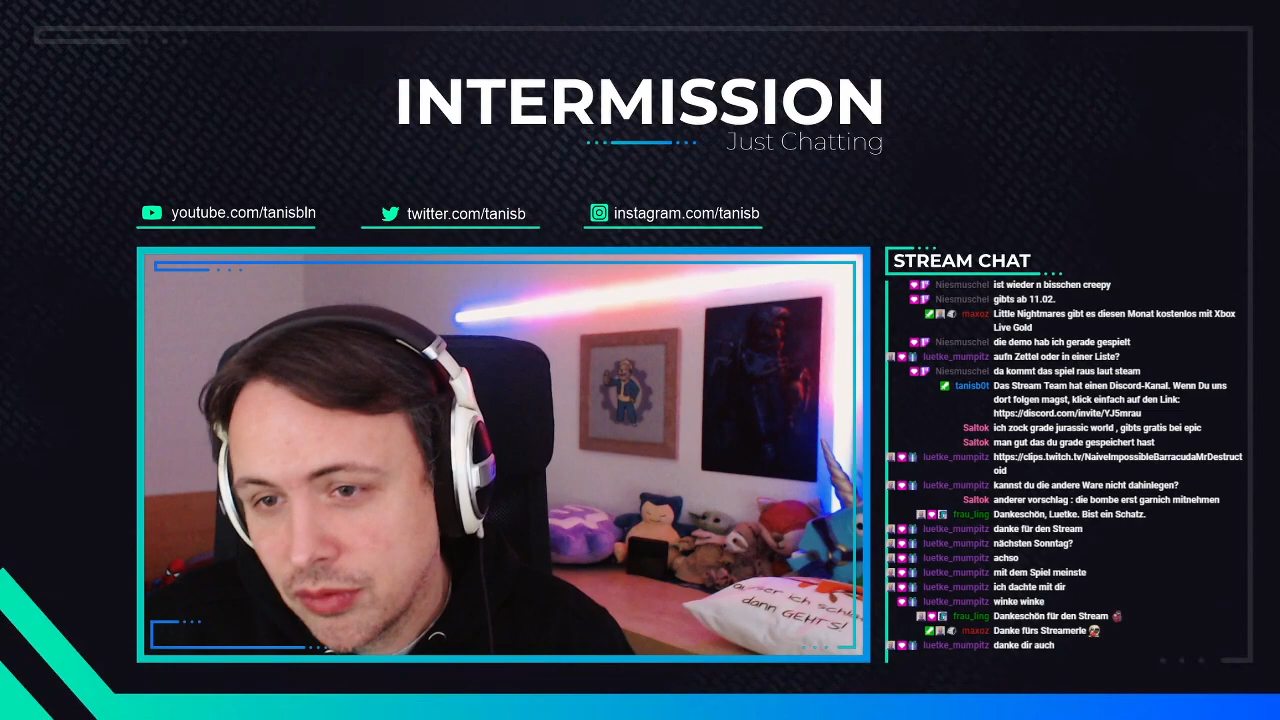 INTERMISSION
Just Chatting
youtube.com/tanisbln
twitter.com/tanisb
instagram.com/tanisb
STREAM CHAT
Niesmuschel ist wieder n bisschen creepy
Niesmuschel gibts ab 11.02.
maxoz Little Nightmares gibt es diesen Monat kostenlos mit Xbox
Live Gold
Niesmuschel die demo hab ich gerade gespielt
luetke_mumpitz aufn Zettel oder in einer Liste?
Niesmuschel da kommt das spiel raus laut steam
tanisb0t Das Stream Team hat einen Discord-Kanal. Wenn Du uns
dort folgen magst, klick einfach auf den Link:
https://discord.com/invite/YJ5mrau
Saltok ich zock grade jurassic world , gibts gratis bei epic
Saltok man gut das du grade gespeichert hast
luetke_mumpitz https://clips.twitch.tv/NaiveImpossibleBarracudaMrDestruct
oid
luetke_mumpitz kannst du die andere Ware nicht dahinlegen?
Saltok anderer vorschlag : die bombe erst garnich mitnehmen
frau_ling Dankeschön, Luetke. Bist ein Schatz.
luetke_mumpitz danke für den Stream
luetke_mumpitz nächsten Sonntag?
luetke_mumpitz achso
luetke_mumpitz mit dem Spiel meinste
luetke_mumpitz ich dachte mit dir
luetke_mumpitz winke winke
frau_ling Dankeschön für den Stream
maxoz Danke fürs Streamerle
luetke_mumpitz danke dir auch
ich
dann GEHTS!